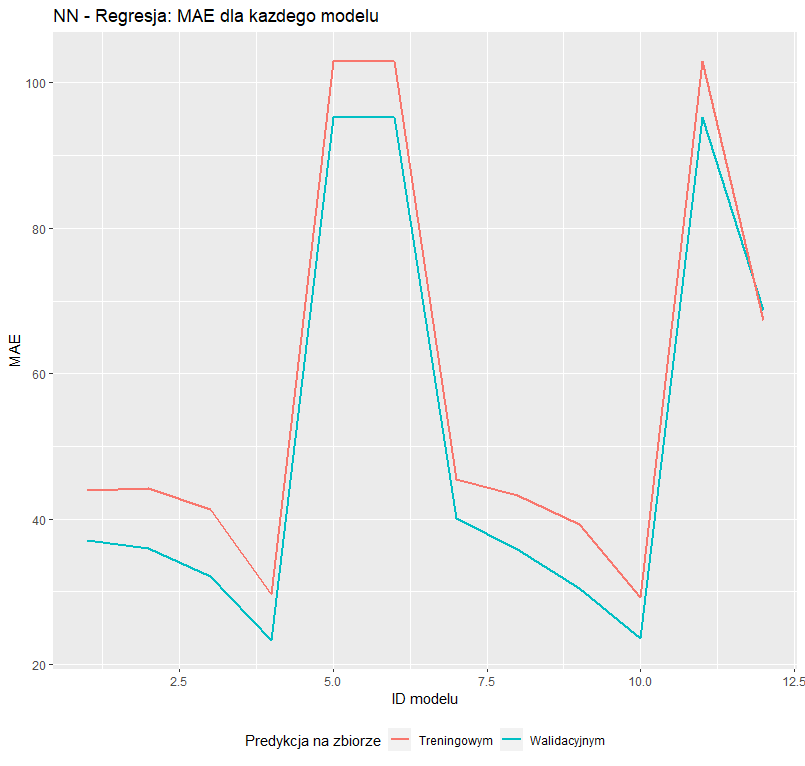 NN - Regresja: MAE dla kazdego modelu
MAE
100
80
60
40
20
2.5 5.0 7.5 10.0 12.5
ID modelu
Predykcja na zbiorze Treningowym Walidacyjnym